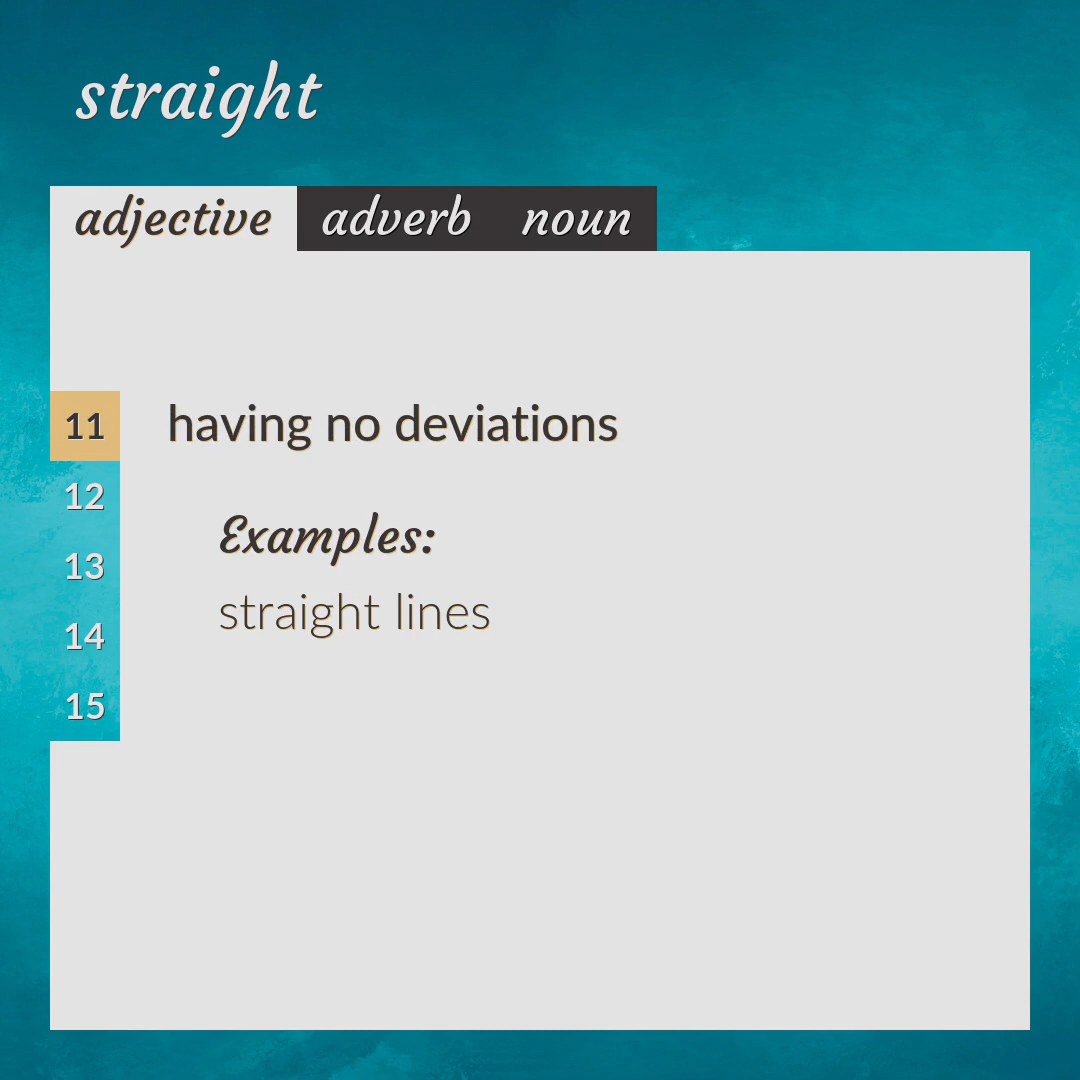 straight
adjective adverb noun
11 having no deviations
12
Examples:
13
straight lines
14
15